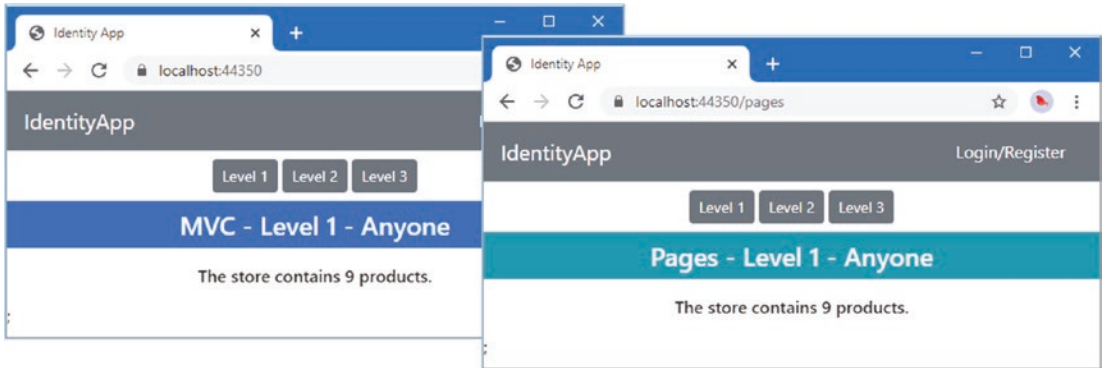 Identity App
localhost:44350
IdentityApp
Level 1 Level 2 Level 3
MVC - Level 1 - Anyone
The store contains 9 products.
;
Identity App
localhost:44350/pages
IdentityApp Login/Register
Level 1 Level 2 Level 3
Pages - Level 1 - Anyone
The store contains 9 products.
;